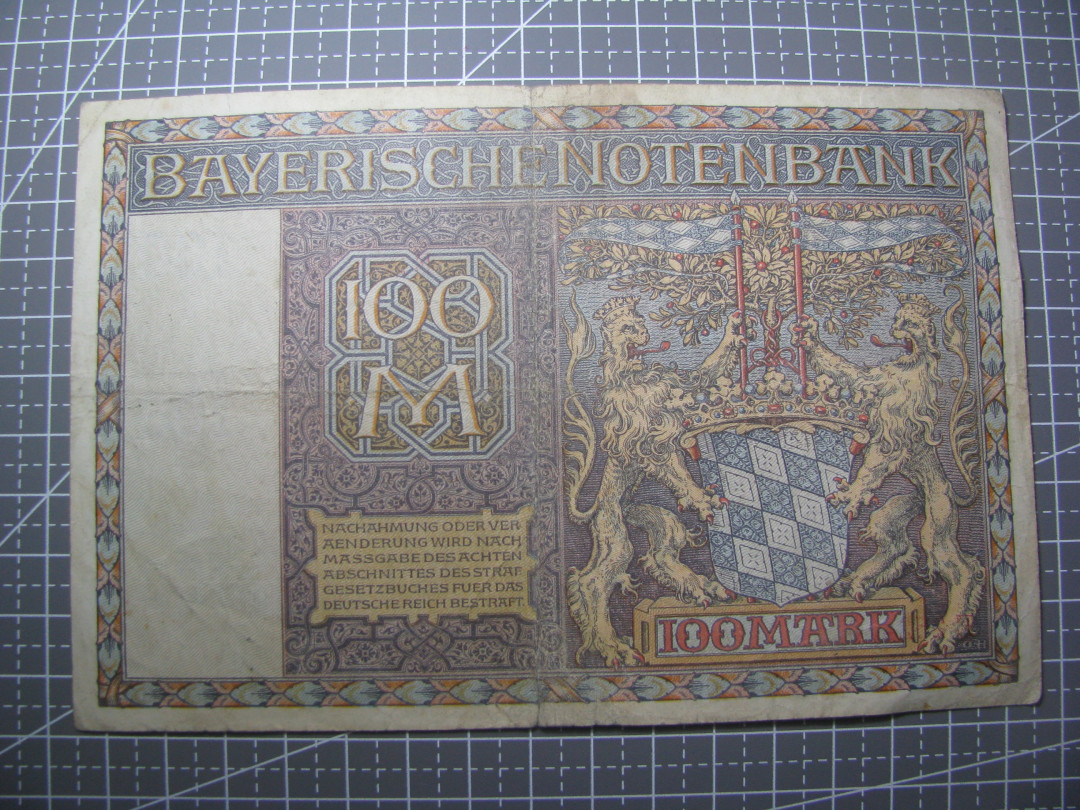 BAYERISCHE NOTENBANK
100
M
NACHAHMUNG ODER VER
AENDERUNG WIRD NACH
MASSGABE DES ACHTEN
ABSCHNITTES DES STRAF
GESETZBUCHES FUER DAS
DEUTSCHE REICH BESTRAFT.
100 MARK